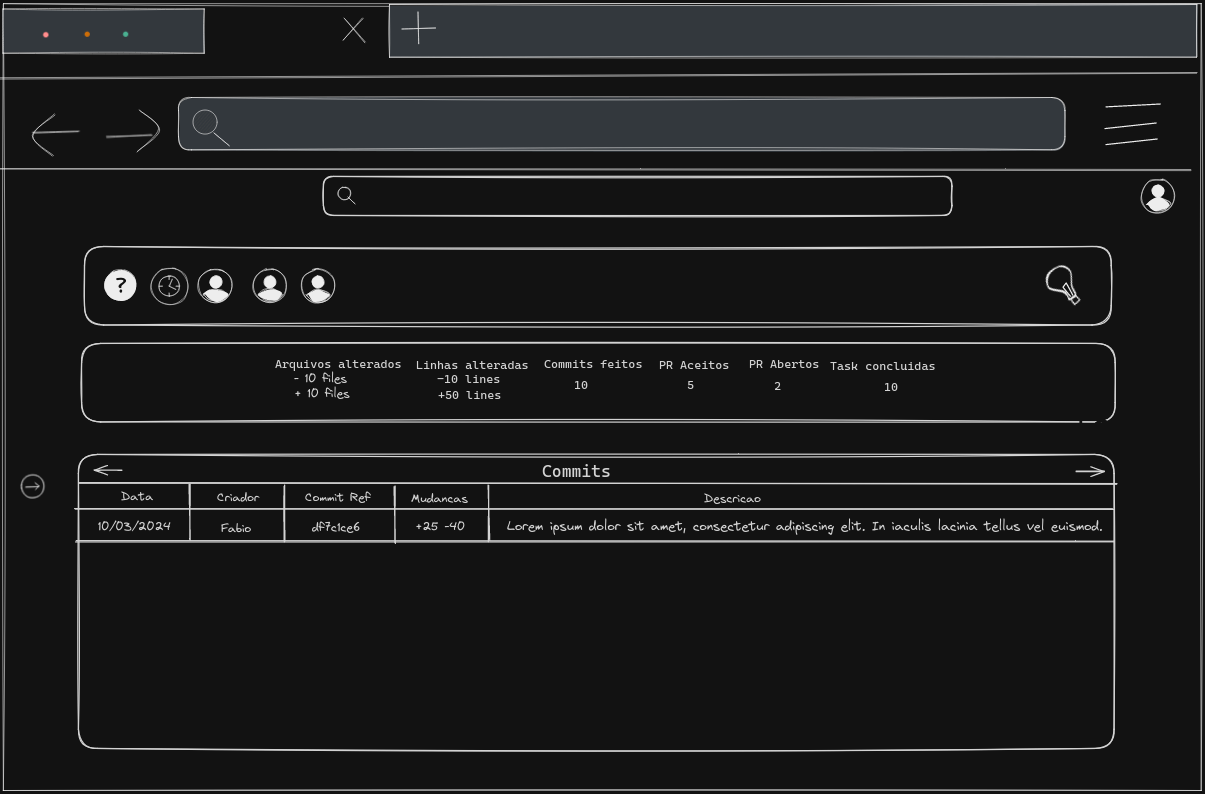 ?
Arquivos alterados Linhas alteradas Commits feitos PR Aceitos PR Abertos Task concluidas
- 10 files -10 lines 10 5 2 10
+ 10 files +50 lines
Commits
Data Criador Commit Ref Mudancas Descricao
10/03/2024 Fabio df7c1ce6 +25 -40 Lorem ipsum dolor sit amet, consectetur adipiscing elit. In iaculis lacinia tellus vel euismod.